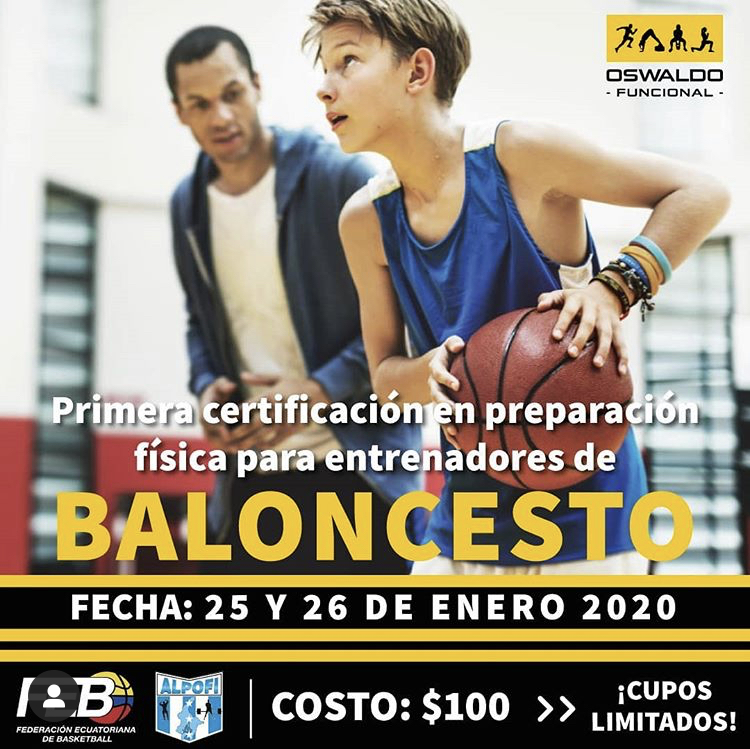 OSWALDO
- FUNCIONAL -
Primera certificación en preparación
física para entrenadores de
BALONCESTO
FECHA: 25 Y 26 DE ENERO 2020
FEDERACIÓN ECUATORIANA
DE BASKETBALL
ALPOFI
COSTO: $100 >>
¡CUPOS
LIMITADOS!